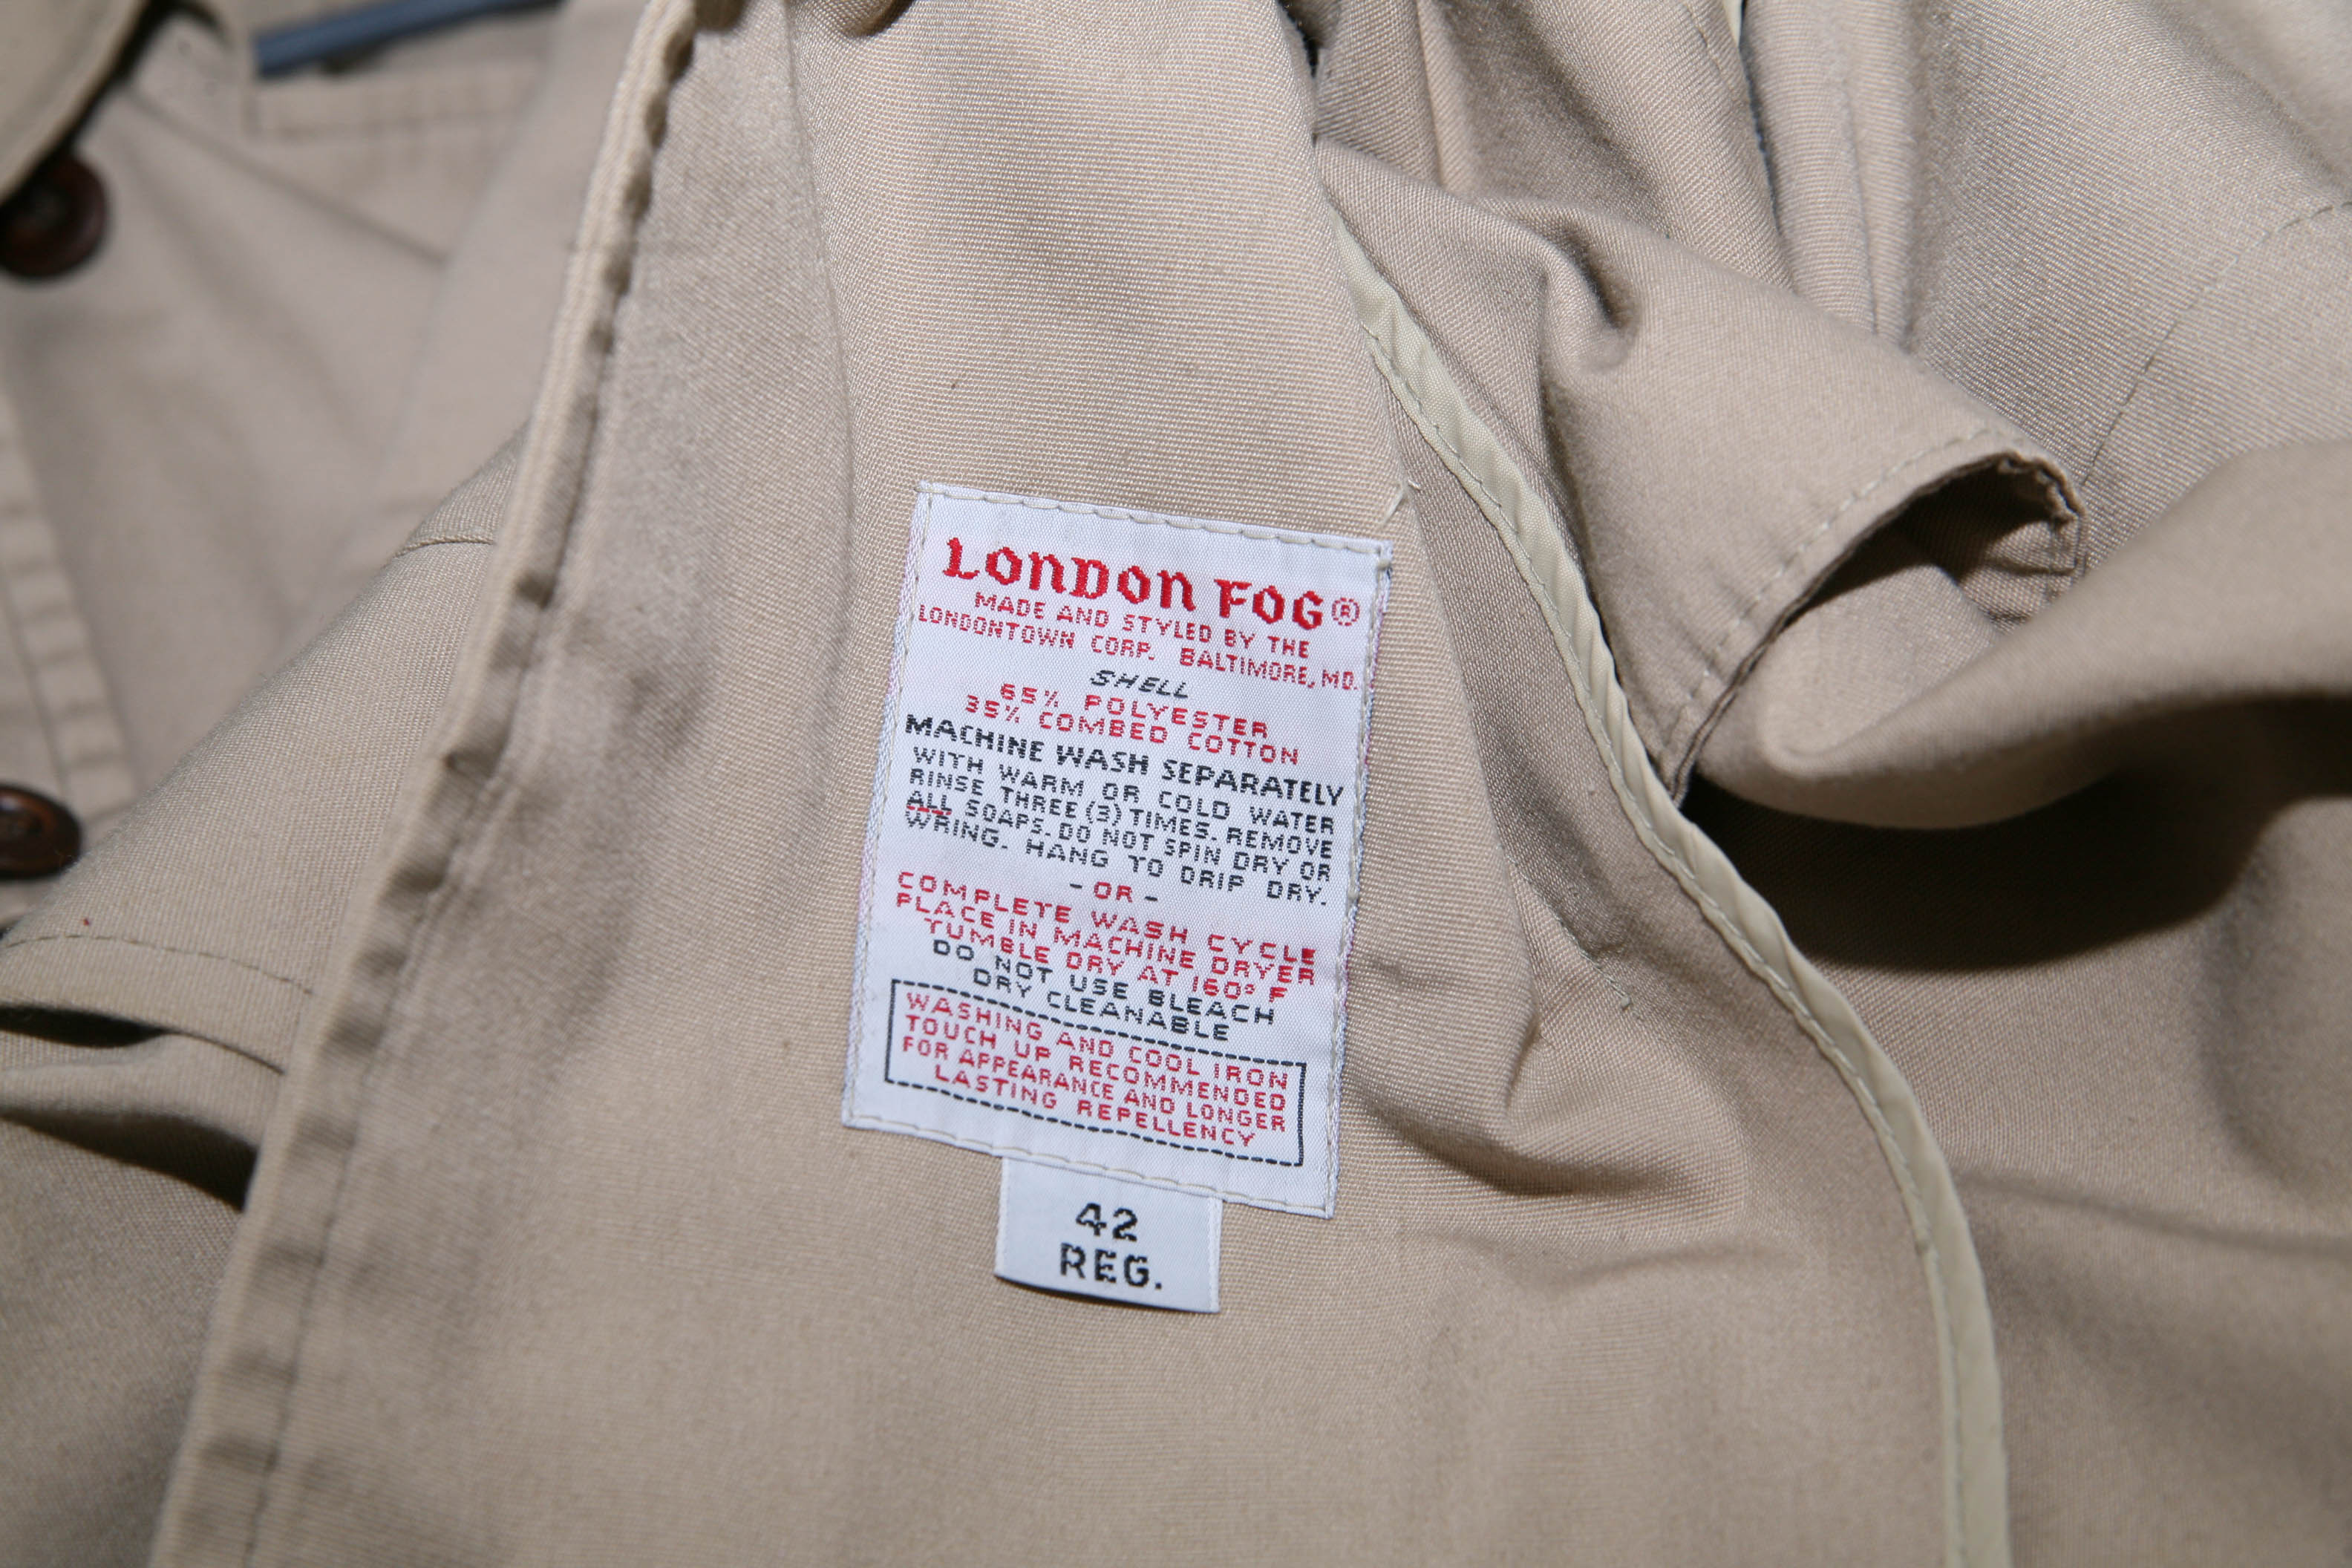 LONDON FOG®
MADE AND STYLED BY THE
LONDONTOWN CORP. BALTIMORE, MD.
SHELL
65% POLYESTER
35% COMBED COTTON
MACHINE WASH SEPARATELY
WITH WARM OR COLD WATER
RINSE THREE (3) TIMES. REMOVE
ALL SOAPS. DO NOT SPIN DRY OR
WRING. HANG TO DRIP DRY.
- OR -
COMPLETE WASH CYCLE
PLACE IN MACHINE DRYER
TUMBLE DRY AT 160° F
DO NOT USE BLEACH
DRY CLEANABLE
WASHING AND COOL IRON
TOUCH UP RECOMMENDED
FOR APPEARANCE AND LONGER
LASTING REPELLENCY
42
REG.